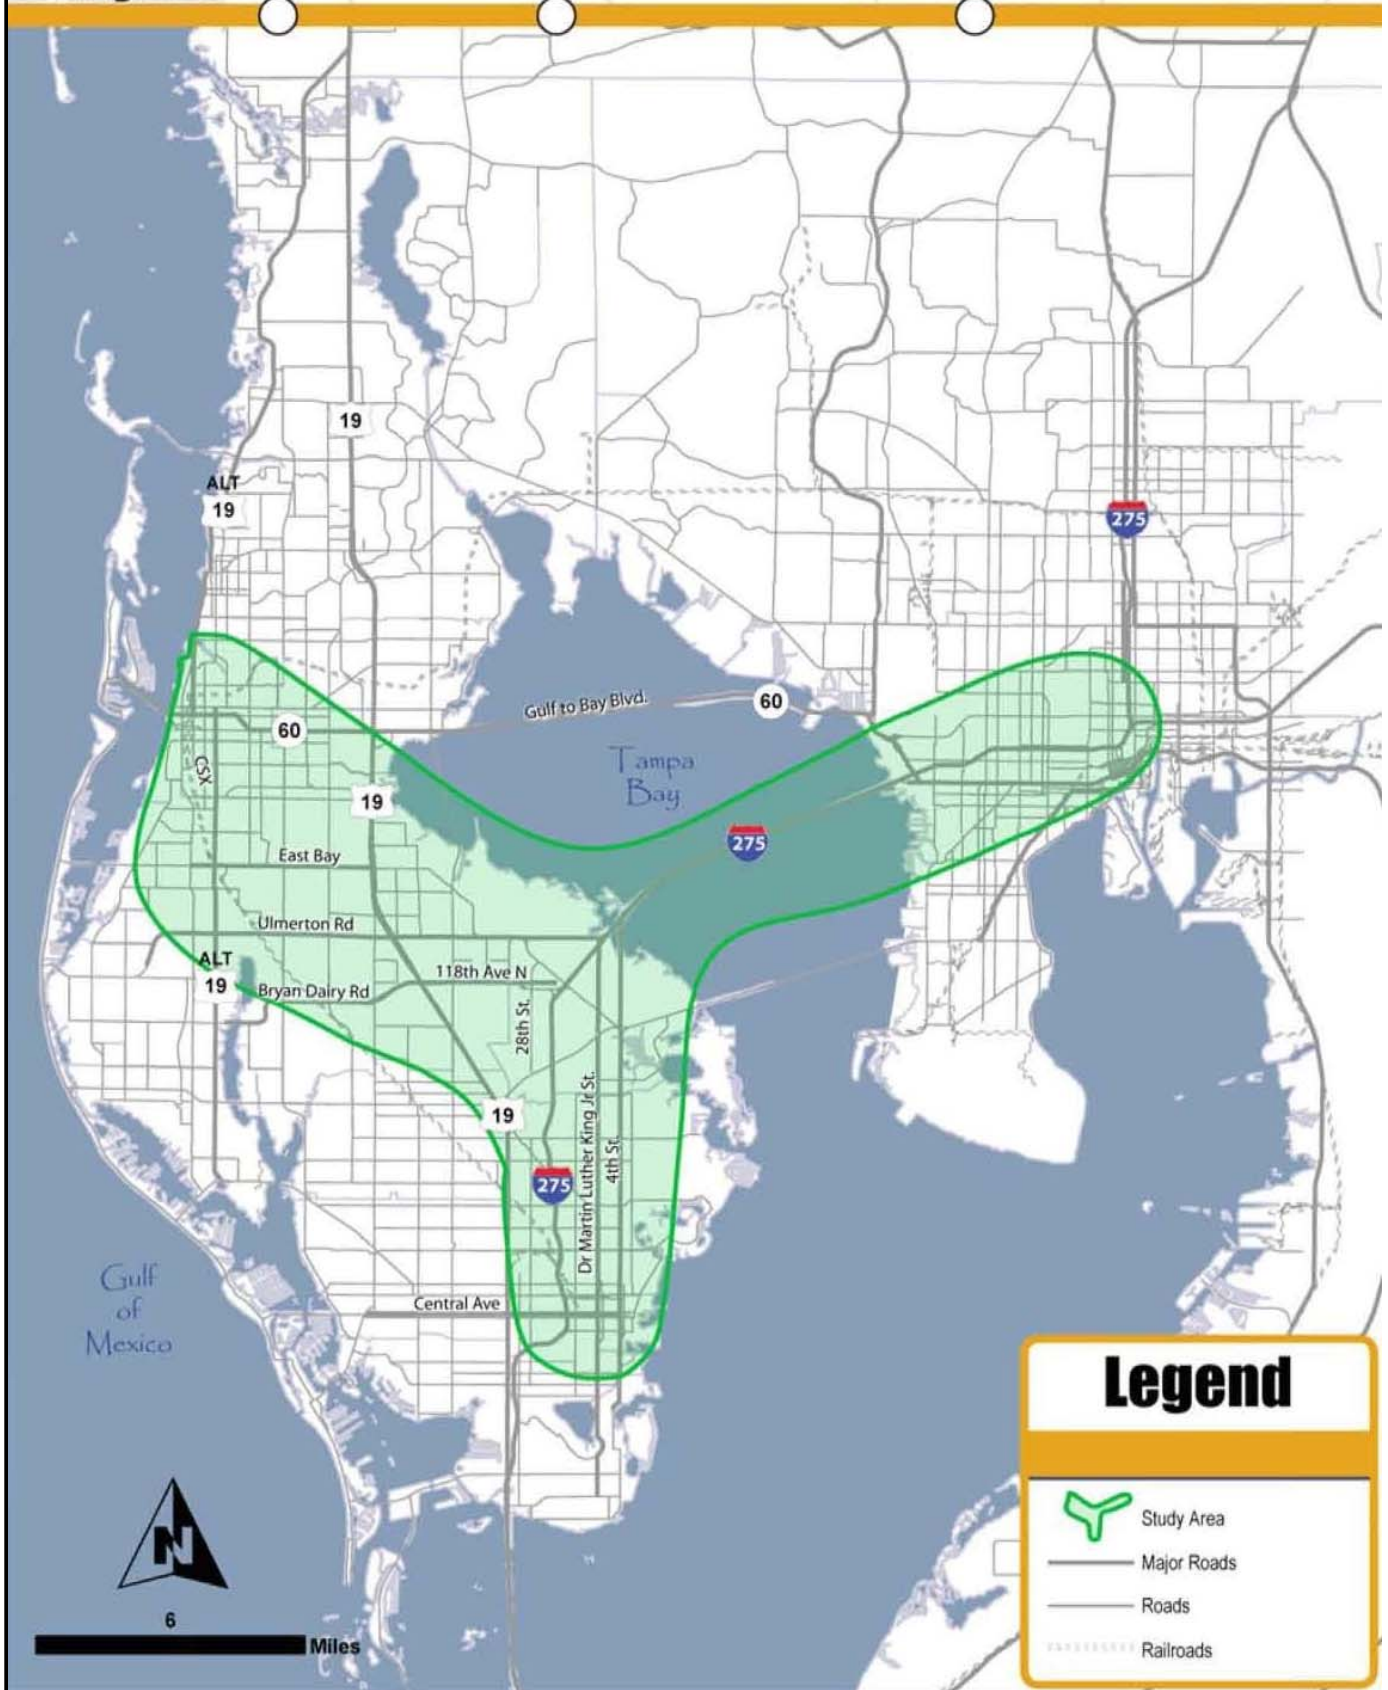 19
ALT
19
275
60
Gulf to Bay Blvd.
60
Tampa
Bay
CSX
19
275
East Bay
Ulmerton Rd
ALT
19
118th Ave N
Bryan Dairy Rd
28th St.
19
Dr Martin Luther King Jr St.
4th St.
275
Gulf
of
Mexico
Central Ave
Legend
Study Area
Major Roads
Roads
Railroads
N
6
Miles